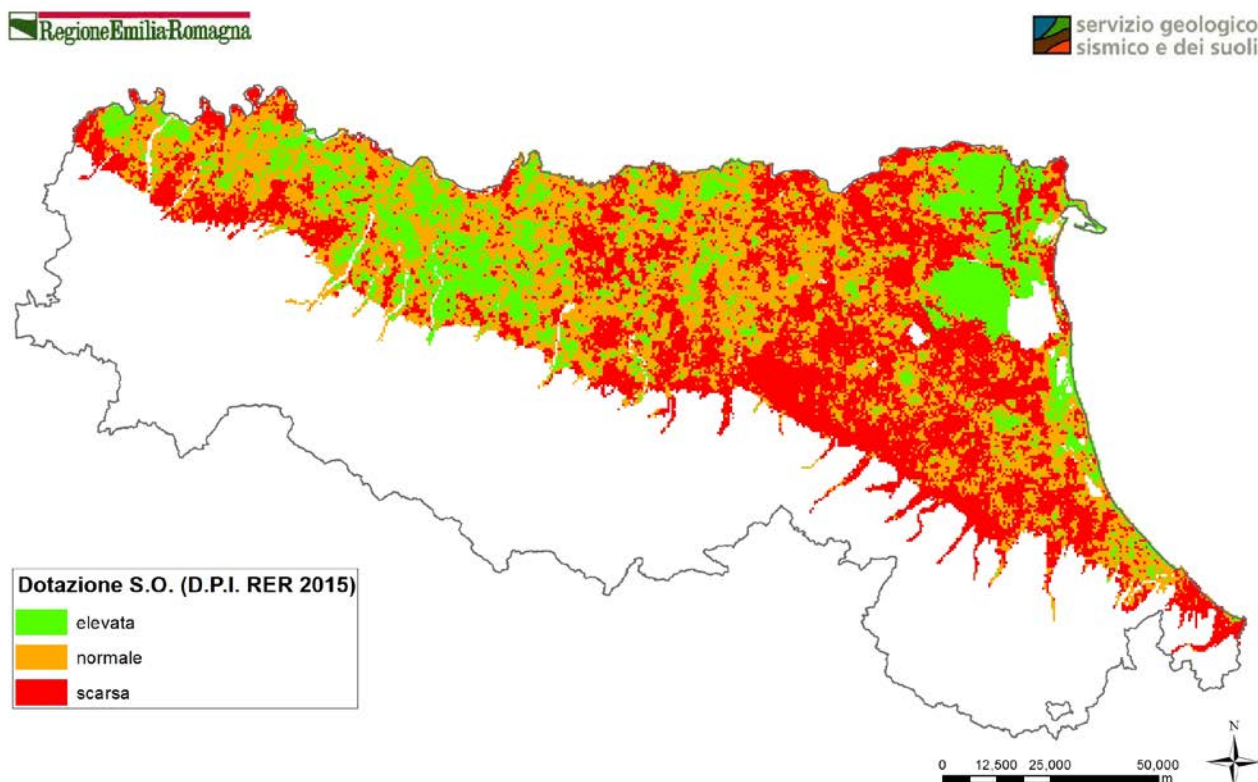 RegioneEmilia-Romagna
servizio geologico
sismico e dei suoli
Dotazione S.O. (D.P.I. RER 2015)
elevata
normale
scarsa
N
0 12,500 25,000 50,000
m